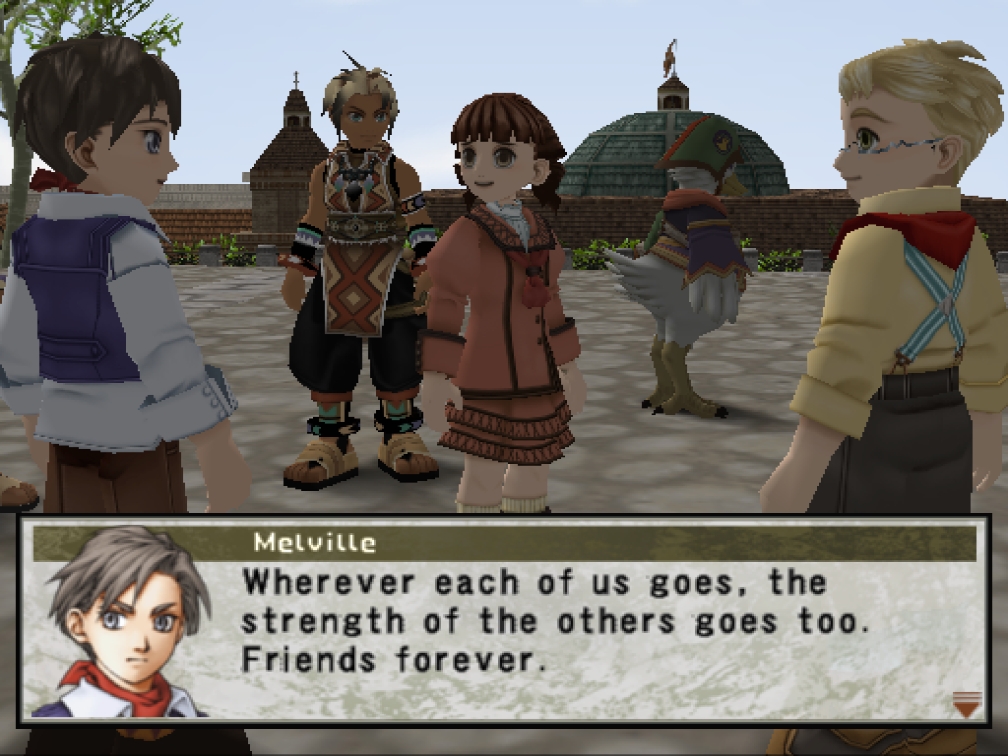 Melville
Wherever each of us goes, the
strength of the others goes too.
Friends forever.